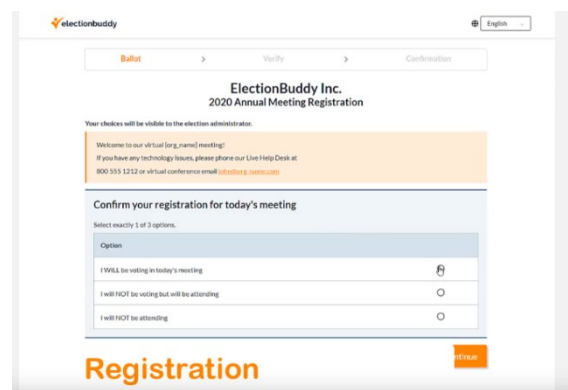 electionbuddy
English
Ballot > Verify > Confirmation
ElectionBuddy Inc.
2020 Annual Meeting Registration
Your choices will be visible to the election administrator.
Welcome to our virtual [org_name] meeting!
If you have any technology issues, please phone our Live Help Desk at
800 555 1212 or virtual conference email john@org_name.com
Confirm your registration for today's meeting
Select exactly 1 of 3 options.
Option
I WILL be voting in today's meeting
I will NOT be voting but will be attending
I will NOT be attending
ntinue
Registration